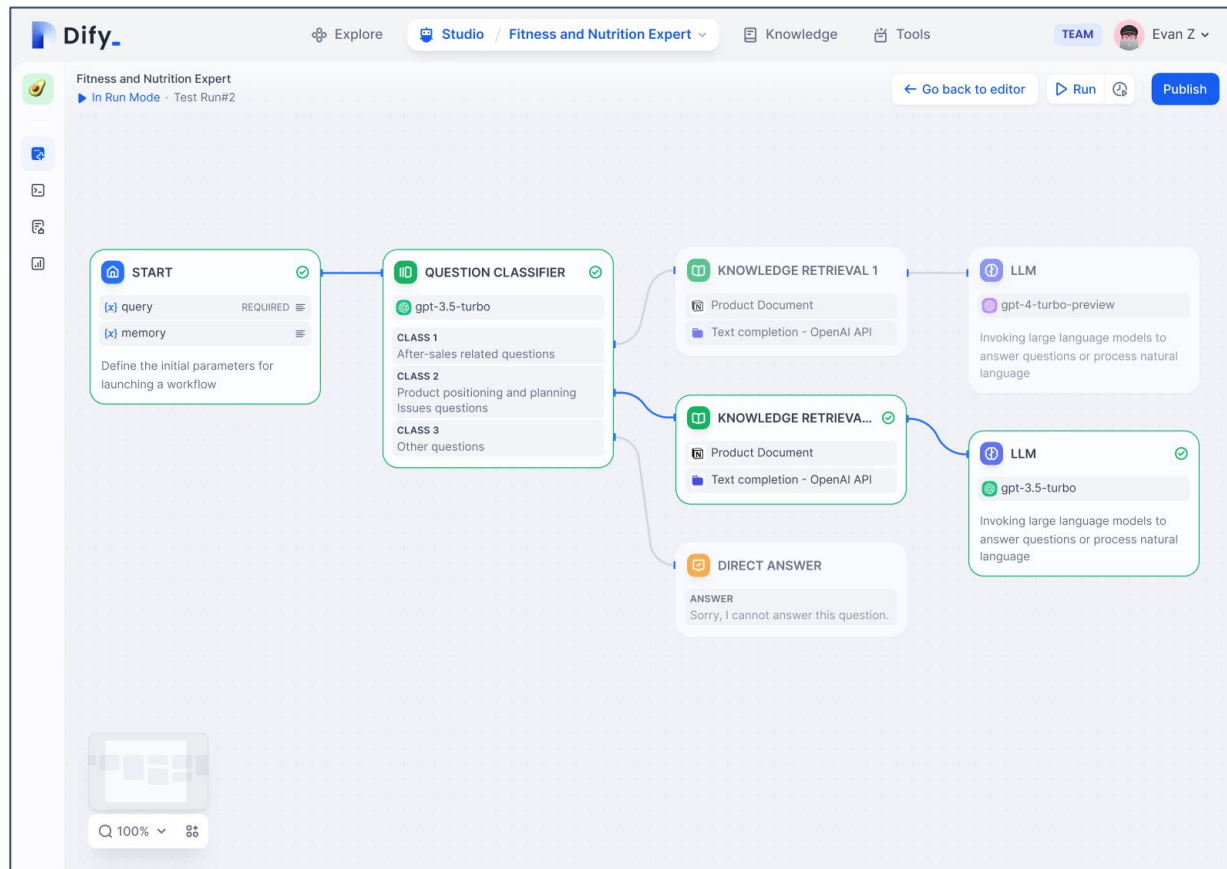 Dify_
Explore
Studio / Fitness and Nutrition Expert
Knowledge
Tools
TEAM
Evan Z
Fitness and Nutrition Expert
In Run Mode · Test Run#2
← Go back to editor
Run
Publish
START
{x} query REQUIRED
{x} memory
Define the initial parameters for
launching a workflow
QUESTION CLASSIFIER
gpt-3.5-turbo
CLASS 1
After-sales related questions
CLASS 2
Product positioning and planning
Issues questions
CLASS 3
Other questions
KNOWLEDGE RETRIEVAL 1
Product Document
Text completion - OpenAI API
LLM
gpt-4-turbo-preview
Invoking large language models to
answer questions or process natural
language
KNOWLEDGE RETRIEVA...
Product Document
Text completion - OpenAI API
LLM
gpt-3.5-turbo
Invoking large language models to
answer questions or process natural
language
DIRECT ANSWER
ANSWER
Sorry, I cannot answer this question.
100%